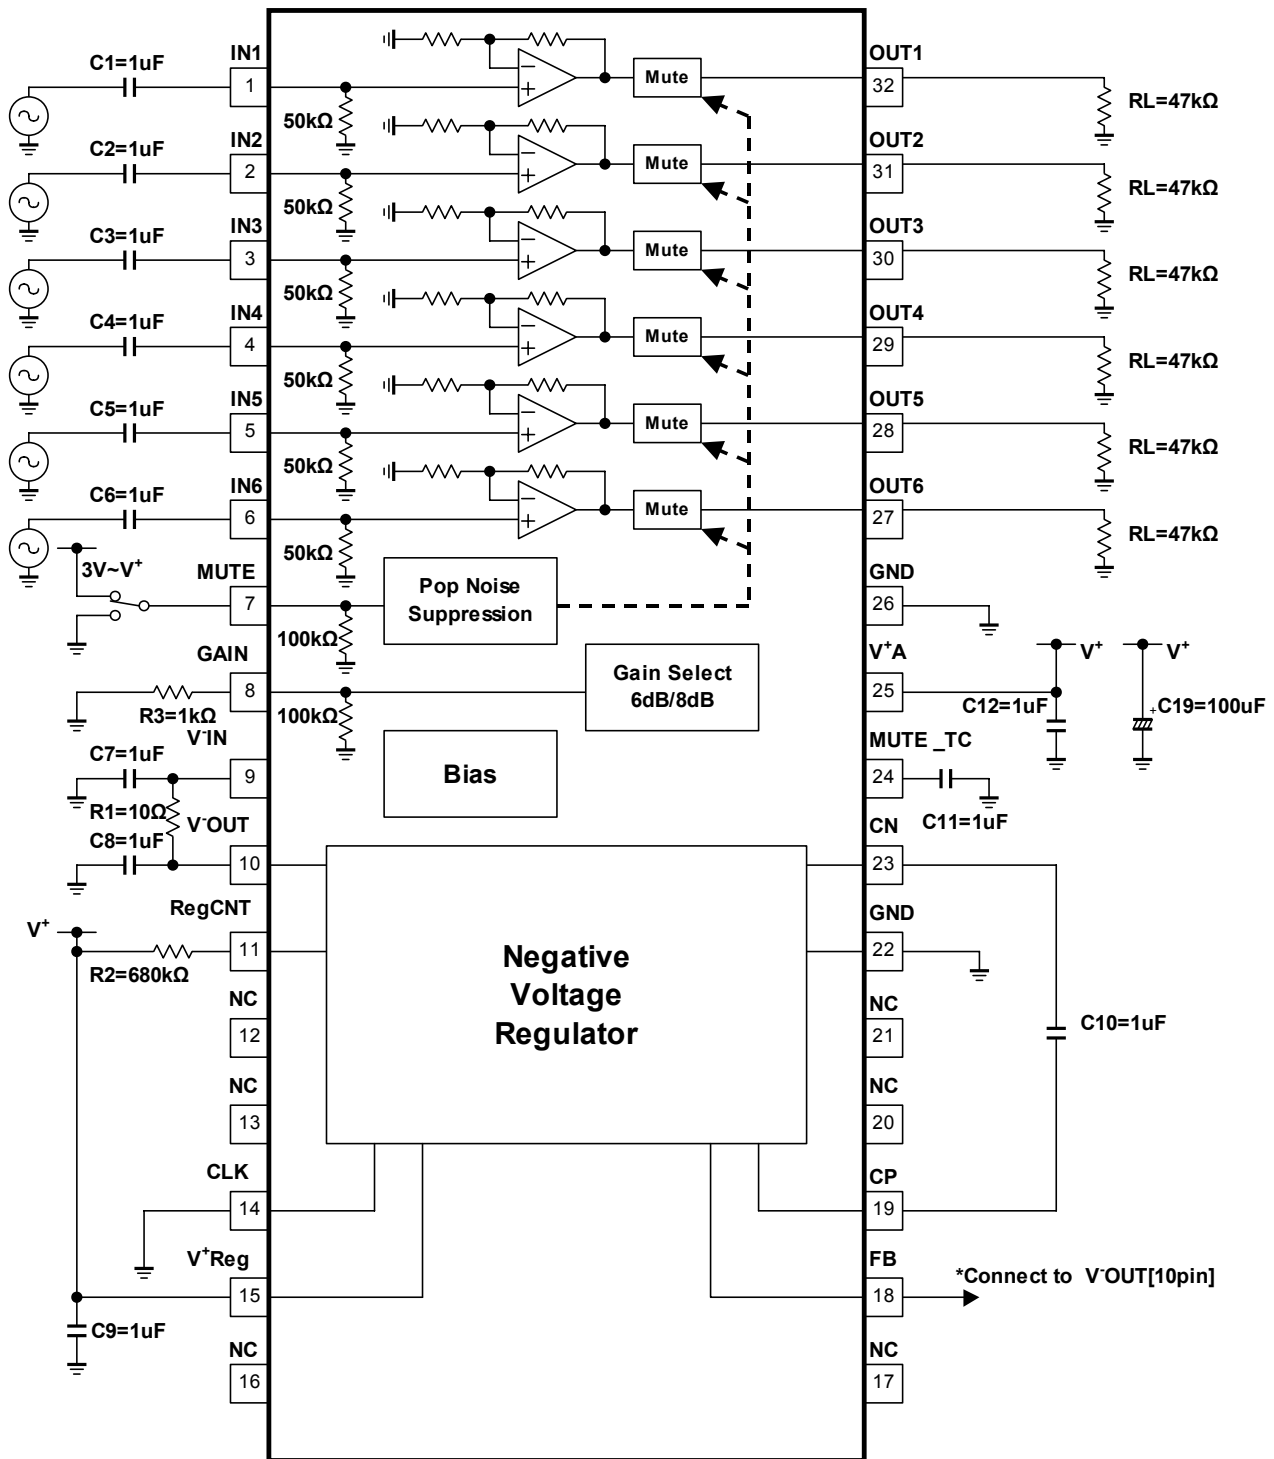 C1=1uF
IN1
1
50kΩ
Mute
OUT1
32
RL=47kΩ
C2=1uF
IN2
2
50kΩ
Mute
OUT2
31
RL=47kΩ
C3=1uF
IN3
3
50kΩ
Mute
OUT3
30
RL=47kΩ
C4=1uF
IN4
4
50kΩ
Mute
OUT4
29
RL=47kΩ
C5=1uF
IN5
5
50kΩ
Mute
OUT5
28
RL=47kΩ
C6=1uF
IN6
6
50kΩ
Mute
OUT6
27
RL=47kΩ
3V~V⁺
MUTE
7
100kΩ
Pop Noise
Suppression
GND
26
GAIN
8
R3=1kΩ
100kΩ
Gain Select
6dB/8dB
V⁺A
25
V⁺
C12=1uF
V⁺
+
C19=100uF
V⁻IN
C7=1uF
9
R1=10Ω
Bias
MUTE _TC
24
C11=1uF
V⁻OUT
C8=1uF
10
CN
23
RegCNT
V⁺
11
R2=680kΩ
Negative
Voltage
Regulator
GND
22
NC
12
NC
21
C10=1uF
NC
13
NC
20
CLK
14
CP
19
V⁺Reg
15
C9=1uF
FB
18
*Connect to V⁻OUT[10pin]
NC
16
NC
17